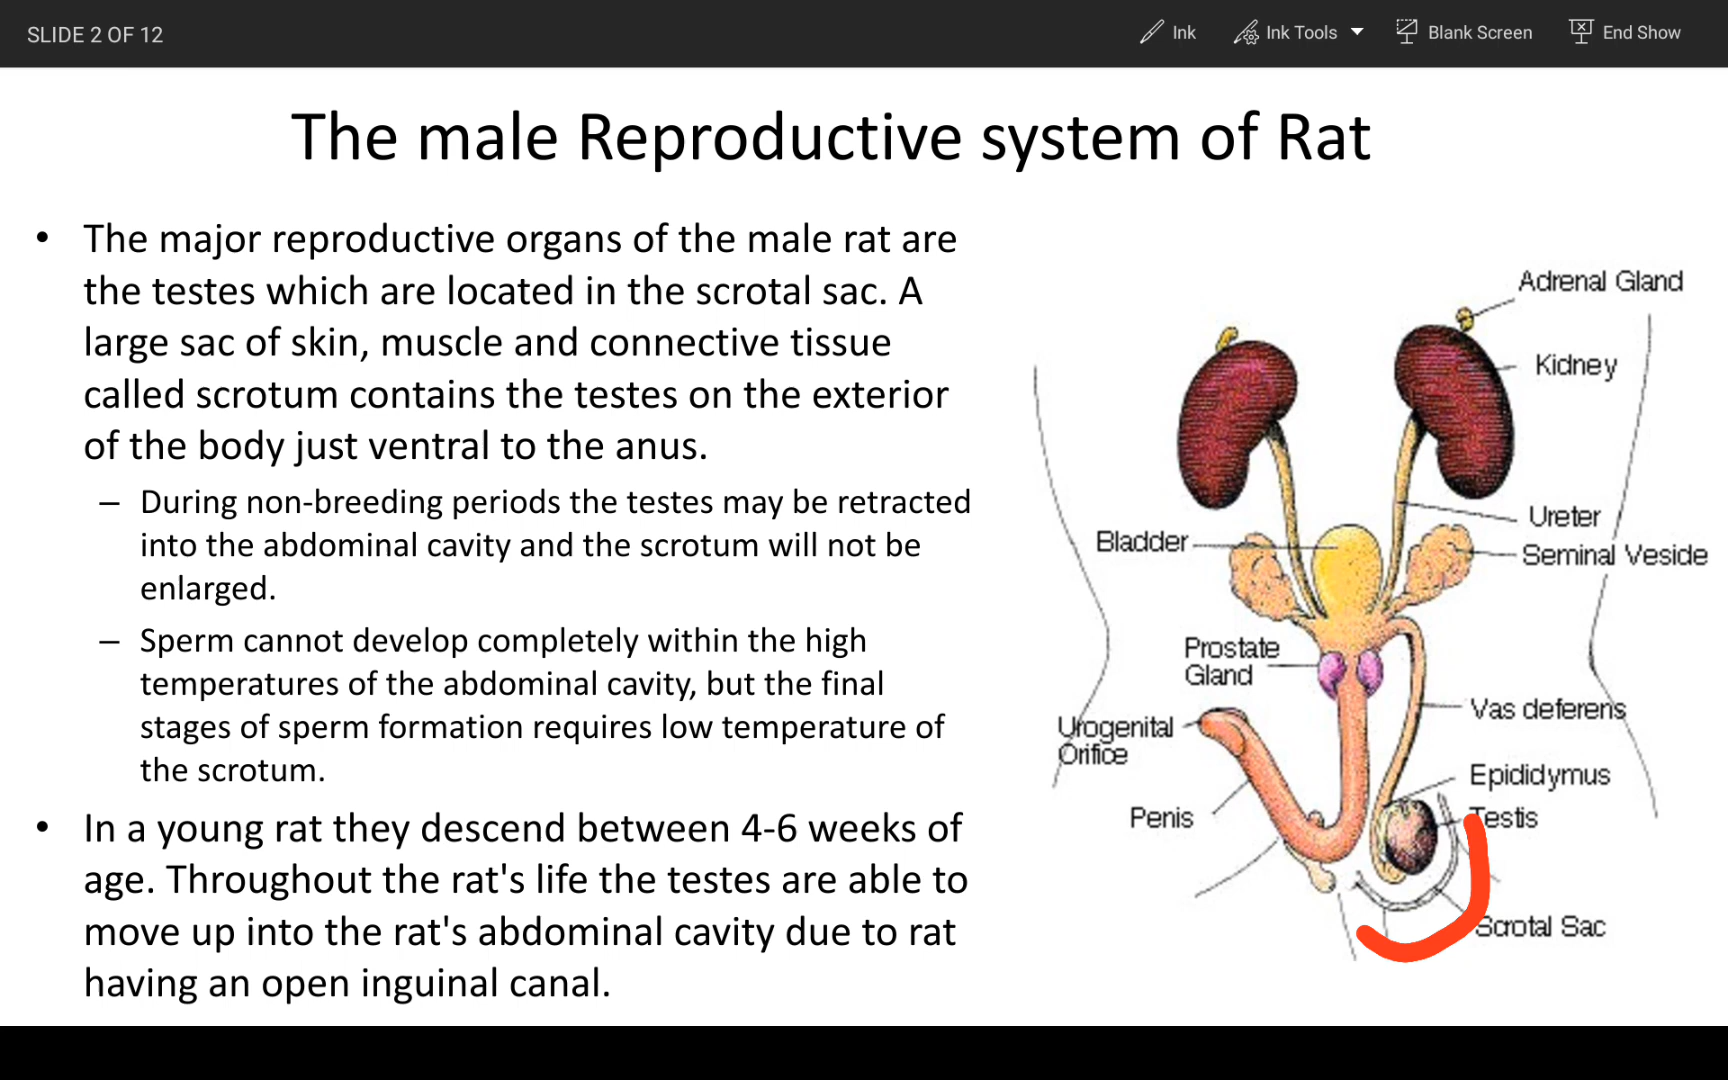 SLIDE 2 OF 12
Ink
Ink Tools
Blank Screen
End Show
The male Reproductive system of Rat
• The major reproductive organs of the male rat are
the testes which are located in the scrotal sac. A
large sac of skin, muscle and connective tissue
called scrotum contains the testes on the exterior
of the body just ventral to the anus.
– During non-breeding periods the testes may be retracted
into the abdominal cavity and the scrotum will not be
enlarged.
– Sperm cannot develop completely within the high
temperatures of the abdominal cavity, but the final
stages of sperm formation requires low temperature of
the scrotum.
• In a young rat they descend between 4-6 weeks of
age. Throughout the rat's life the testes are able to
move up into the rat's abdominal cavity due to rat
having an open inguinal canal.
Adrenal Gland
Kidney
Ureter
Bladder
Seminal Veside
Prostate
Gland
Vas deferens
Urogenital
Orifice
Epididymus
Penis
Testis
Scrotal Sac